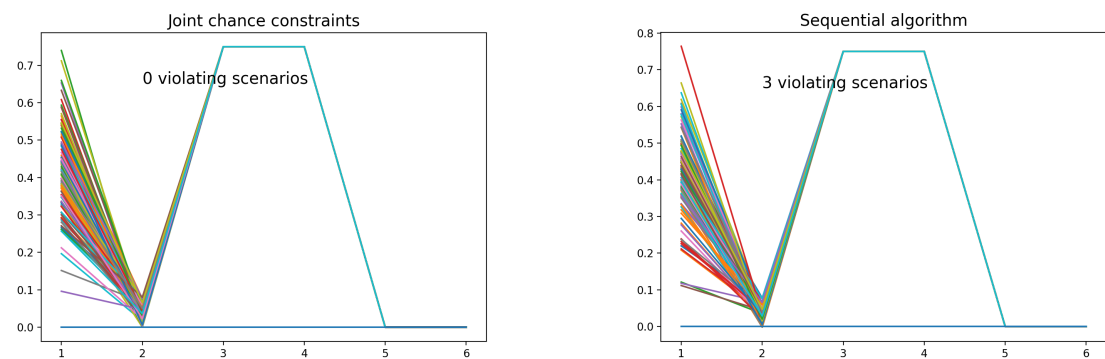 Joint chance constraints
0 violating scenarios
0.7
0.6
0.5
0.4
0.3
0.2
0.1
0.0
1 2 3 4 5 6
Sequential algorithm
3 violating scenarios
0.8
0.7
0.6
0.5
0.4
0.3
0.2
0.1
0.0
1 2 3 4 5 6